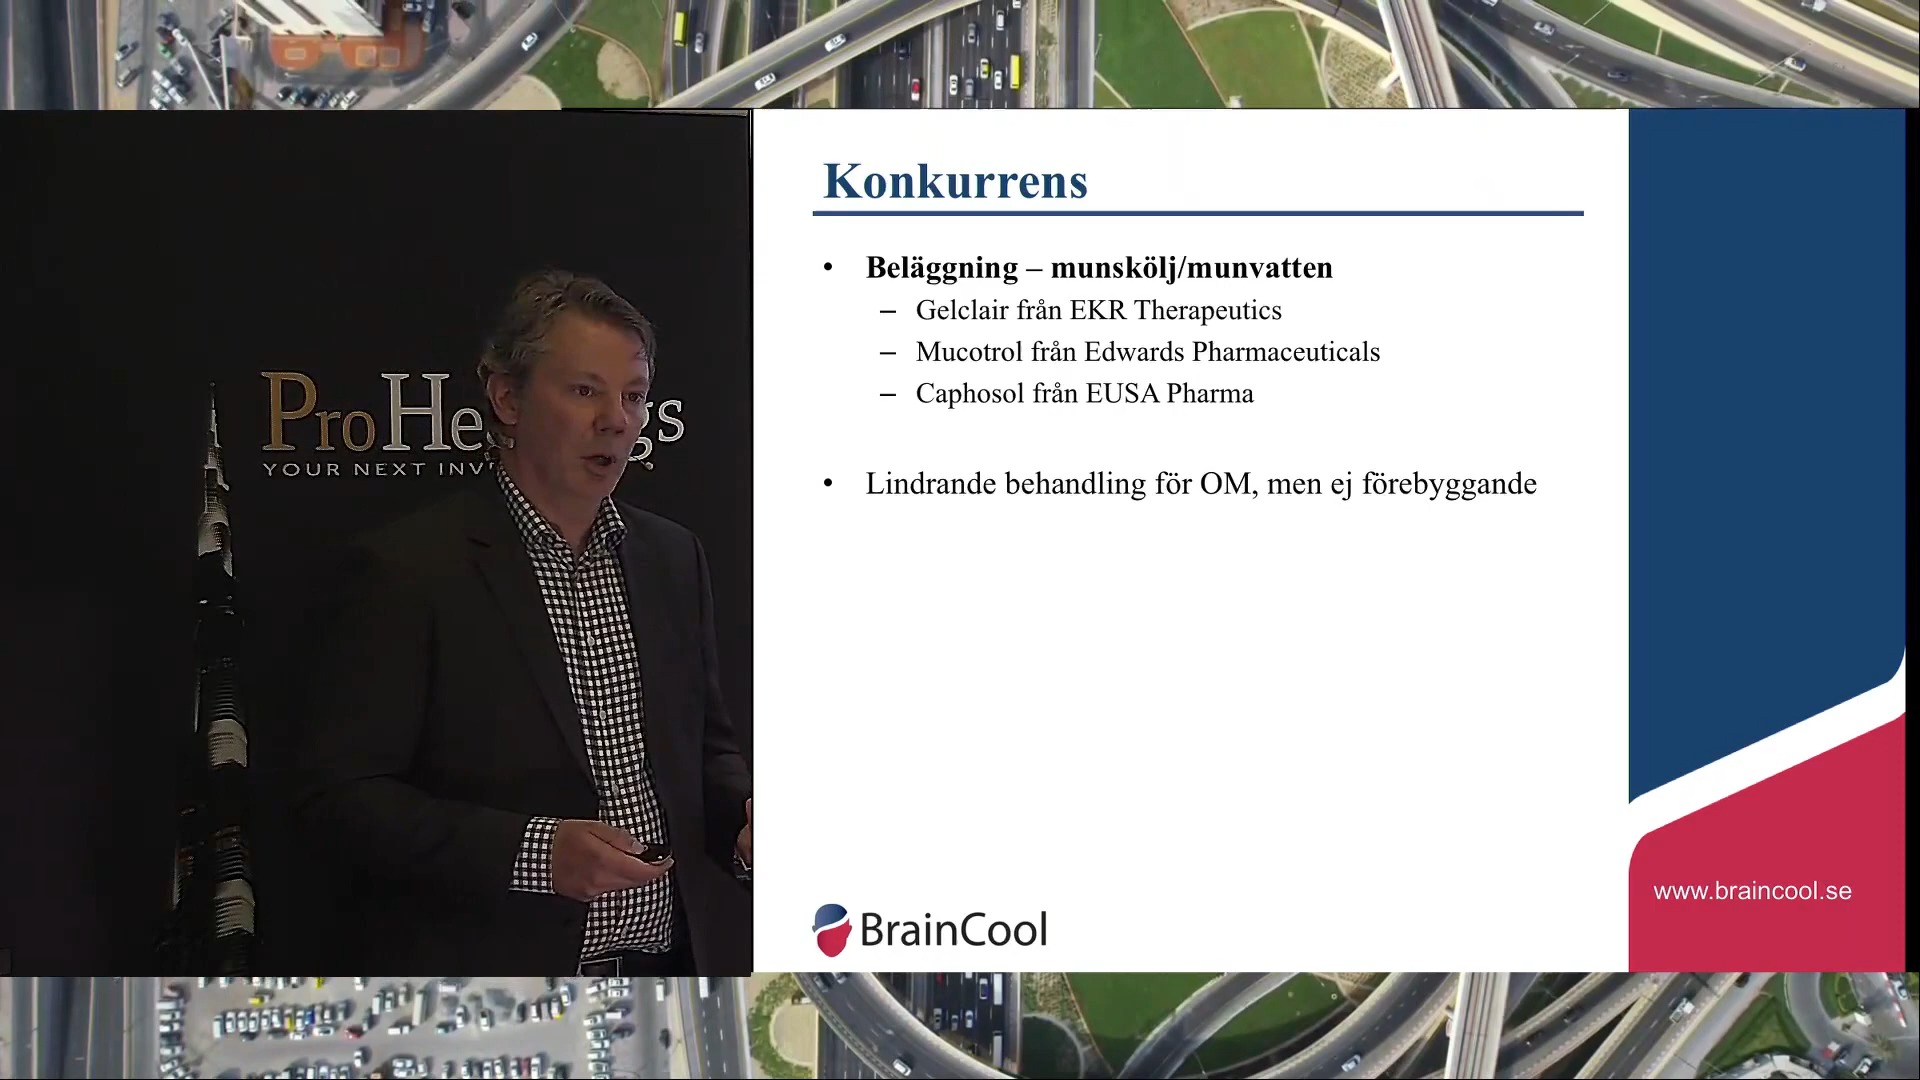 ProHe gs
YOUR NEXT INV
Konkurrens
• Beläggning – munskölj/munvatten
– Gelclair från EKR Therapeutics
– Mucotrol från Edwards Pharmaceuticals
– Caphosol från EUSA Pharma
• Lindrande behandling för OM, men ej förebyggande
BrainCool
www.braincool.se